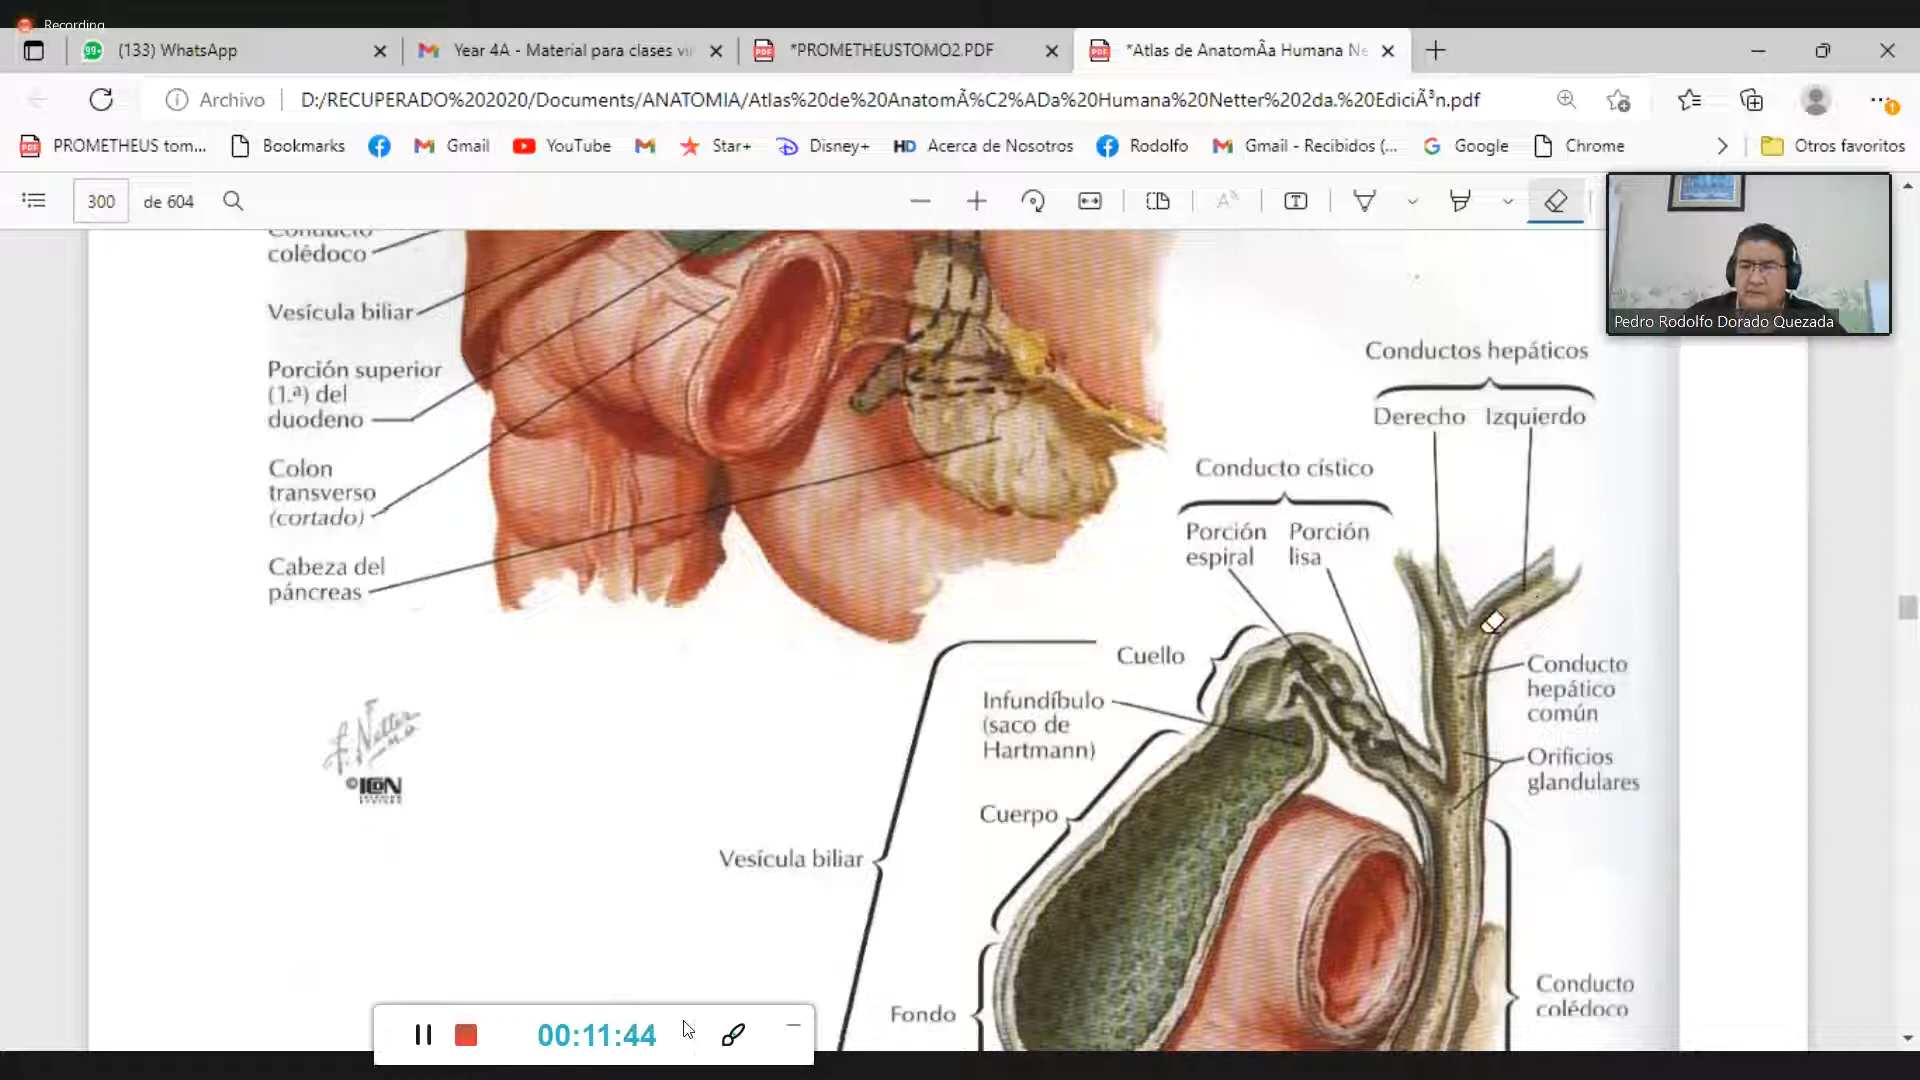 Recording
99+
(133) WhatsApp
Year 4A - Material para clases vi
*PROMETHEUSTOMO2.PDF
*Atlas de AnatomÃa Humana Ne
Archivo
D:/RECUPERADO%202020/Documents/ANATOMIA/Atlas%20de%20AnatomÃ%C2%ADa%20Humana%20Netter%202da.%20EdiciÃ³n.pdf
PROMETHEUS tom...
Bookmarks
Gmail
YouTube
Star+
Disney+
HD Acerca de Nosotros
Rodolfo
Gmail - Recibidos (...
Google
Chrome
Otros favoritos
300 de 604
Pedro Rodolfo Dorado Quezada
Conducto
colédoco
Vesícula biliar
Porción superior
(1.ª) del
duodeno
Colon
transverso
(cortado)
Cabeza del
páncreas
Conductos hepáticos
Derecho Izquierdo
Conducto cístico
Porción espiral
Porción lisa
Cuello
Infundíbulo
(saco de
Hartmann)
Cuerpo
Vesícula biliar
Fondo
Conducto
hepático
común
Orificios
glandulares
Conducto
colédoco
F. Netter
M.D.
©ICON
00:11:44